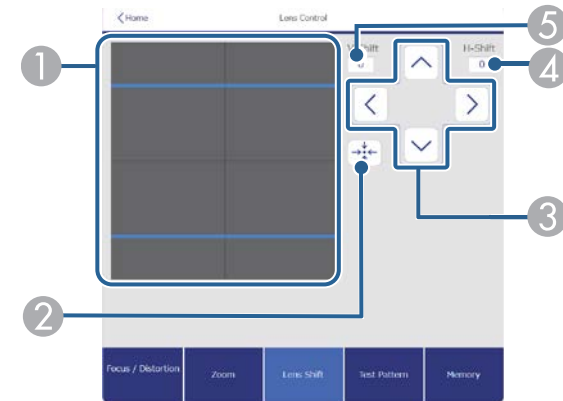 Home
Lens Control
5
V-Shift
H-Shift
1
0
4
3
2
Focus / Distortion
Zoom
Lens Shift
Test Pattern
Memory